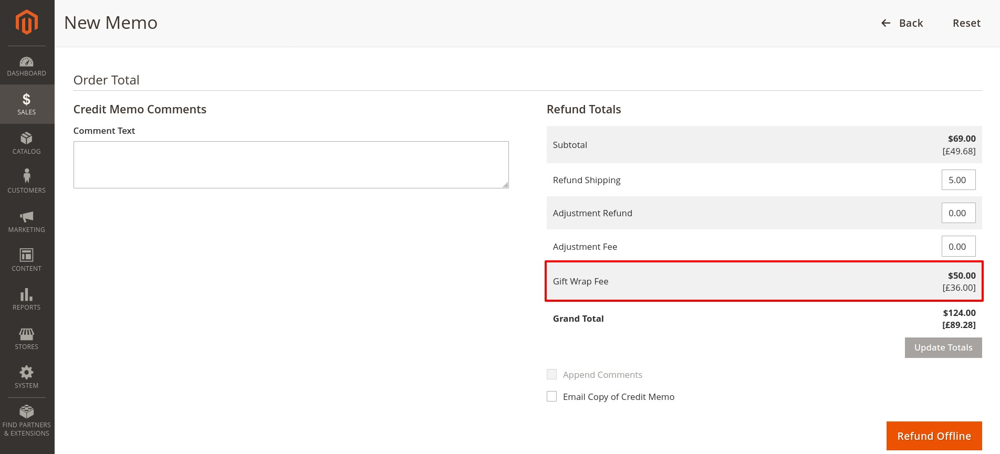 New Memo
Back
Reset
DASHBOARD
SALES
CATALOG
CUSTOMERS
MARKETING
CONTENT
REPORTS
STORES
SYSTEM
FIND PARTNERS
& EXTENSIONS
Order Total
Credit Memo Comments
Comment Text
Refund Totals
Subtotal $69.00
[£49.68]
Refund Shipping 5.00
Adjustment Refund 0.00
Adjustment Fee 0.00
Gift Wrap Fee $50.00
[£36.00]
Grand Total $124.00
[£89.28]
Update Totals
Append Comments
Email Copy of Credit Memo
Refund Offline